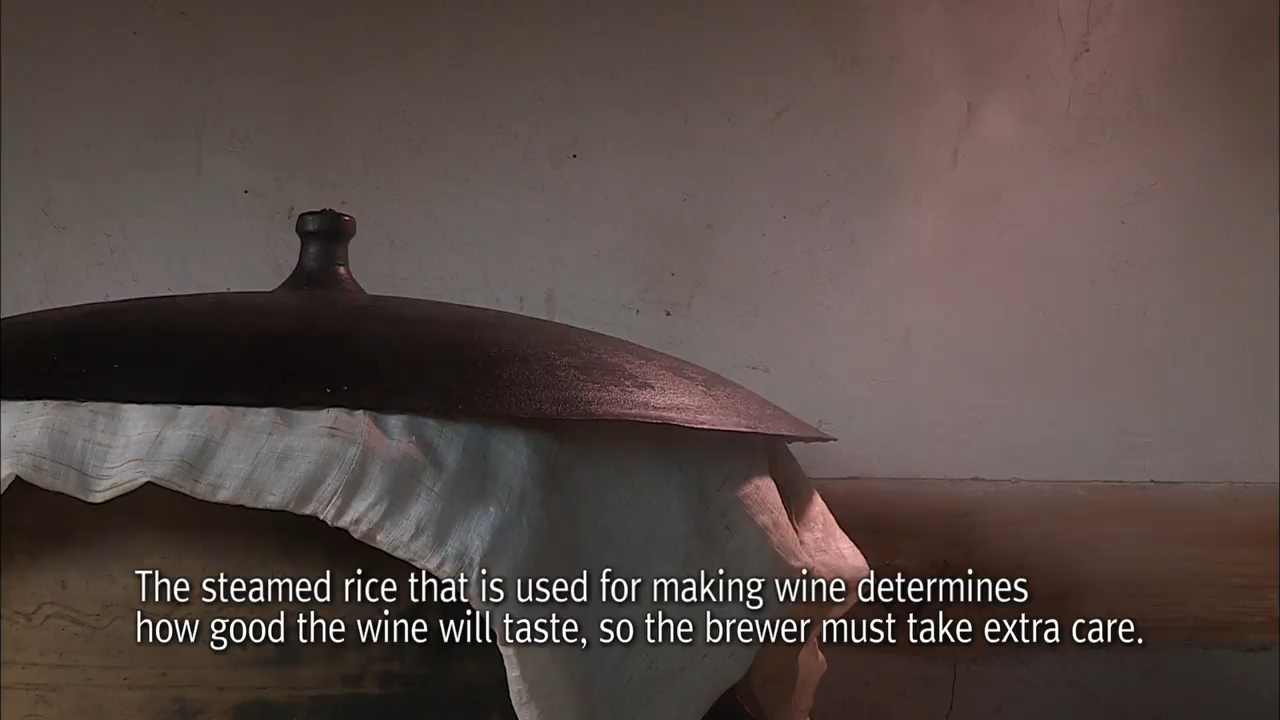 The steamed rice that is used for making wine determines
how good the wine will taste, so the brewer must take extra care.